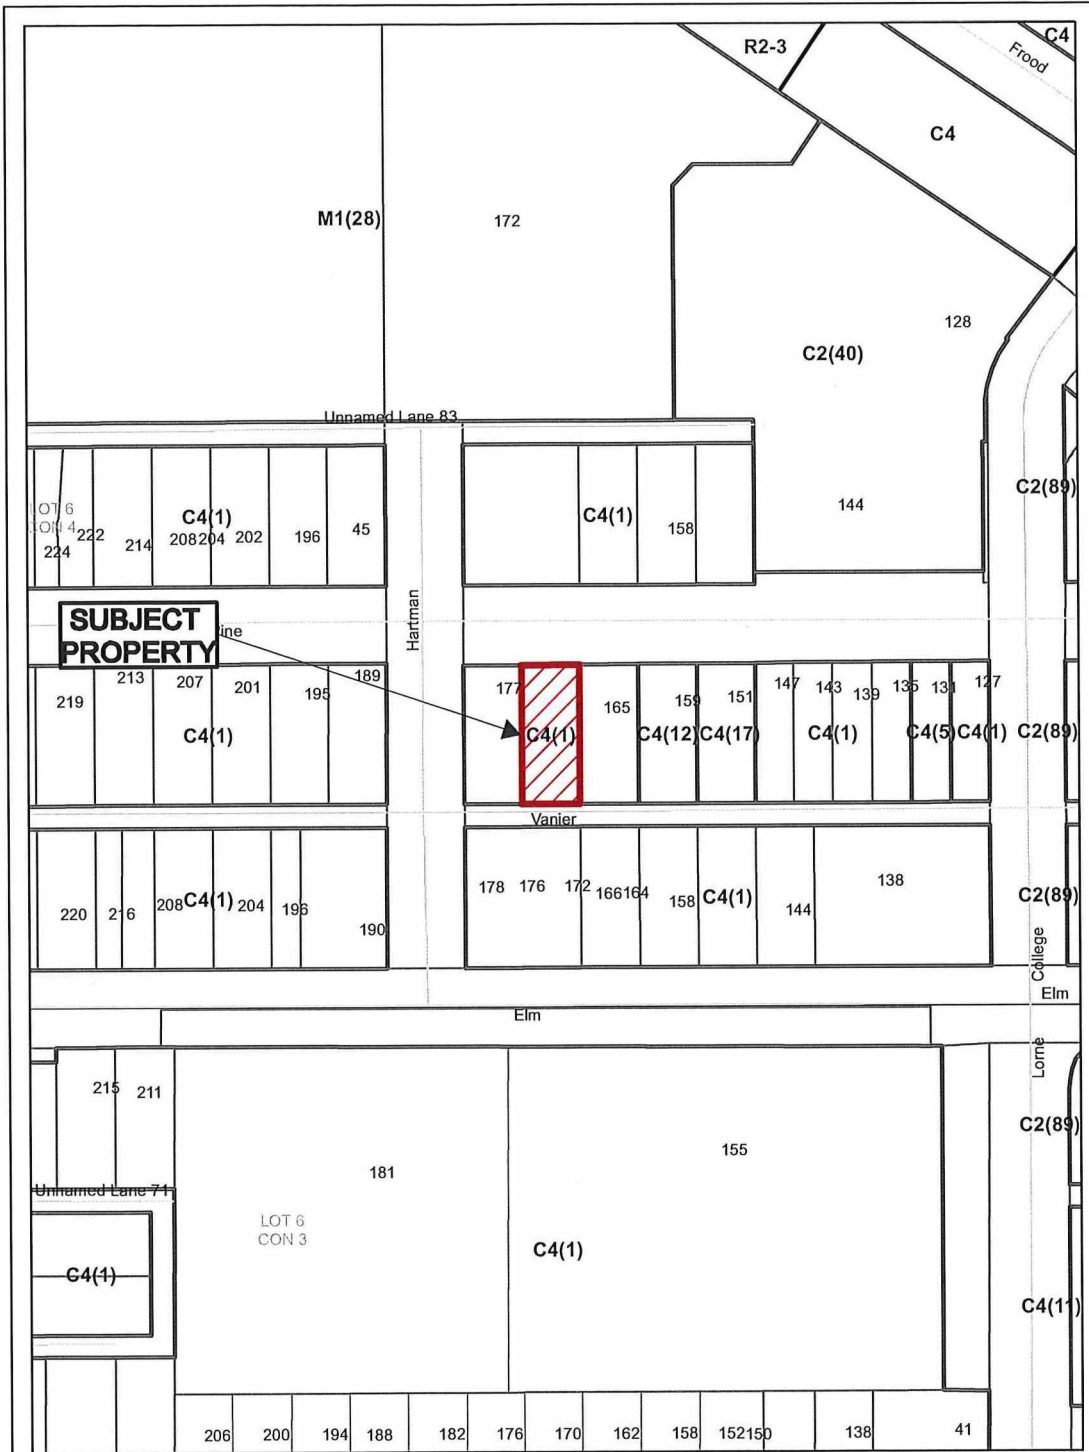 C4
R2-3
Frood
C4
M1(28)
172
128
C2(40)
Unnamed Lane 83
C2(89)
LOT 6
CON 4
C4(1)
C4(1)
144
224
222
214
208
204
202
196
45
158
SUBJECT
PROPERTY
ine
Hartman
219
213
207
201
195
189
177
165
159
151
147
143
139
135
131
127
C4(1)
C4(1)
C4(12)
C4(17)
C4(1)
C4(5)
C4(1)
C2(89)
Vanier
220
216
208
C4(1)
204
196
190
178
176
172
166
164
158
C4(1)
144
138
C2(89)
College
Elm
Elm
Lorne
215
211
C2(89)
181
155
Unnamed Lane 71
LOT 6
CON 3
C4(1)
C4(1)
C4(11)
206
200
194
188
182
176
170
162
158
152
150
138
41